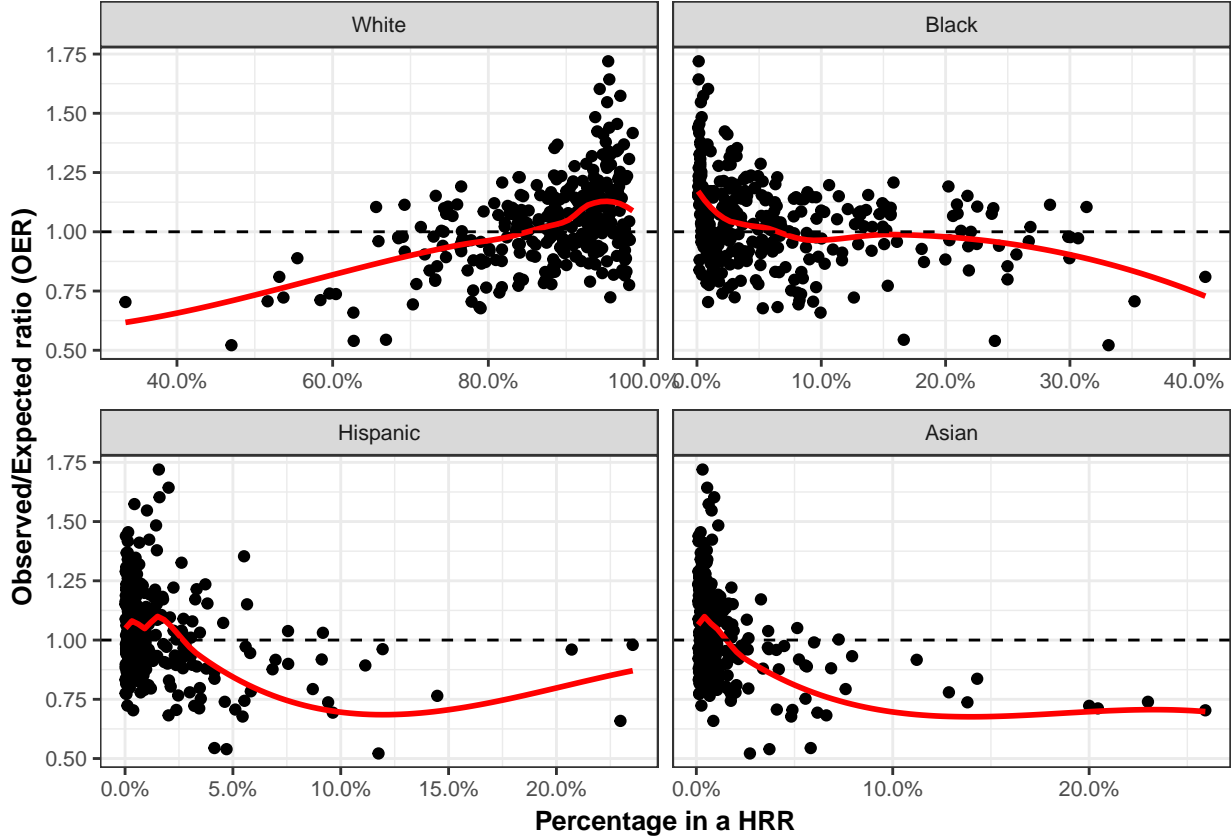 White Black
1.75
1.50
1.25
1.00
0.75
0.50
40.0% 60.0% 80.0% 100.0% 0.0% 10.0% 20.0% 30.0% 40.0%
Hispanic Asian
1.75
1.50
1.25
1.00
0.75
0.50
0.0% 5.0% 10.0% 15.0% 20.0% 0.0% 10.0% 20.0%
Observed/Expected ratio (OER)
Percentage in a HRR